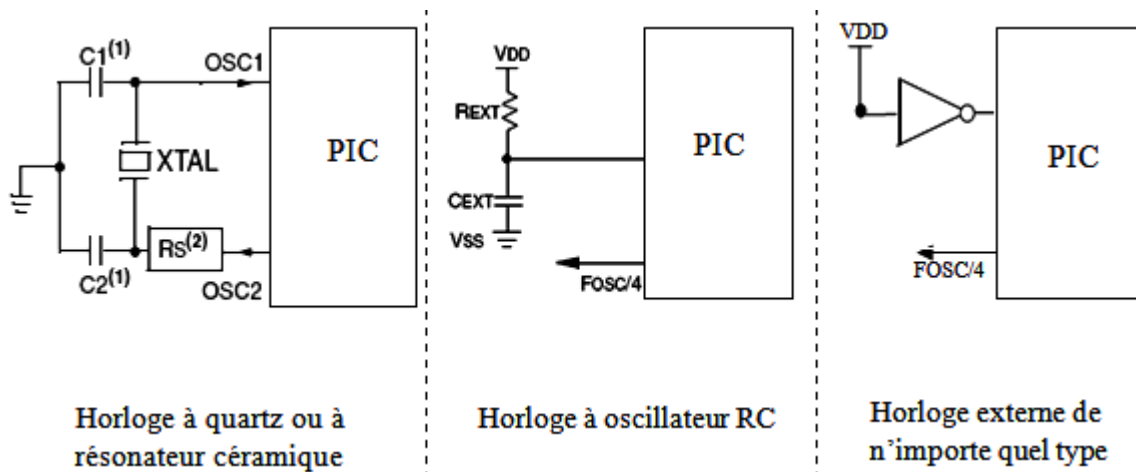 C1(1)
OSC1
XTAL
RS(2)
C2(1)
OSC2
PIC
Horloge à quartz ou à
résonateur céramique
VDD
REXT
CEXT
VSS
FOSC/4
PIC
Horloge à oscillateur RC
VDD
PIC
FOSC/4
Horloge externe de
n'importe quel type